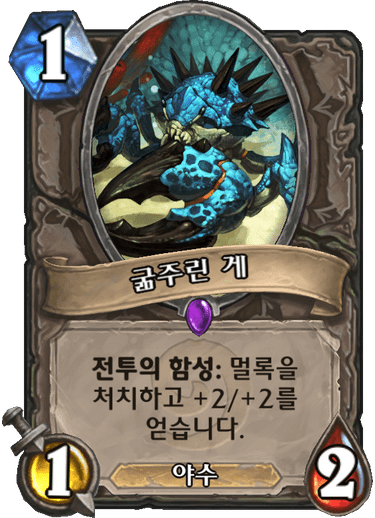 1
굶주린 게
전투의 함성: 멀록을
처치하고 +2/+2를
얻습니다.
야수
1
2